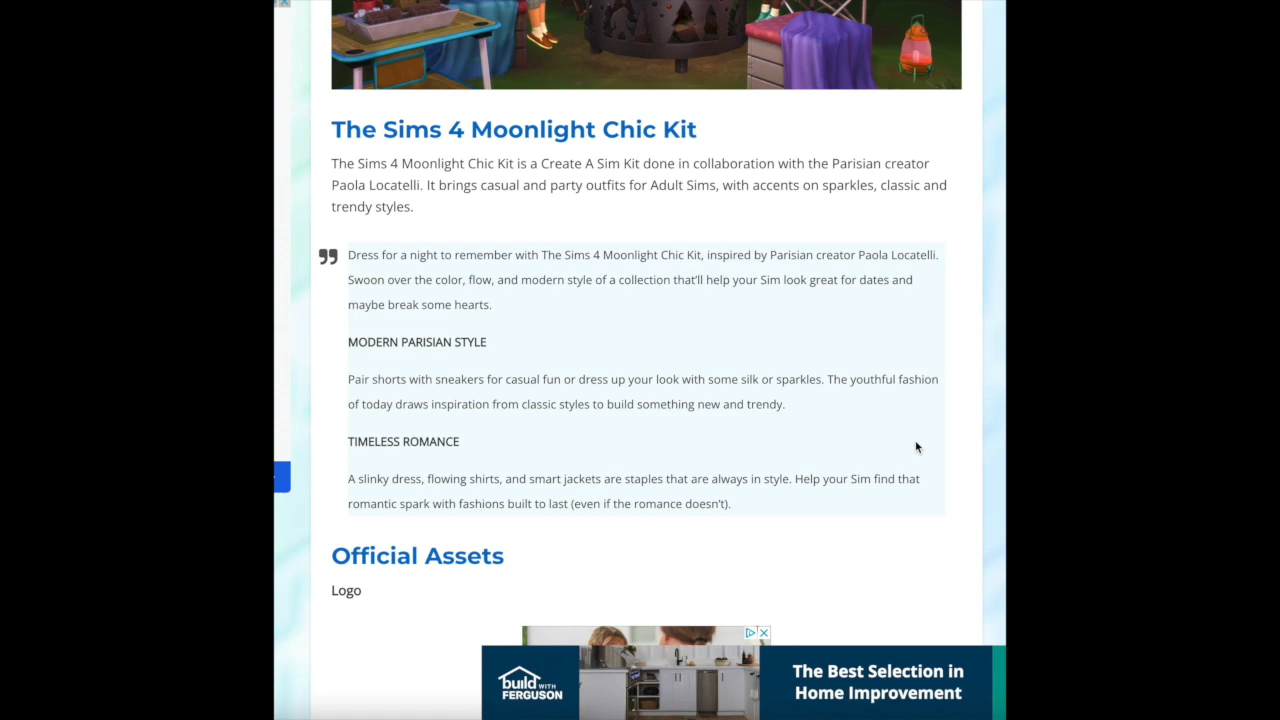 The Sims 4 Moonlight Chic Kit
The Sims 4 Moonlight Chic Kit is a Create A Sim Kit done in collaboration with the Parisian creator
Paola Locatelli. It brings casual and party outfits for Adult Sims, with accents on sparkles, classic and
trendy styles.
Dress for a night to remember with The Sims 4 Moonlight Chic Kit, inspired by Parisian creator Paola Locatelli.
Swoon over the color, flow, and modern style of a collection that’ll help your Sim look great for dates and
maybe break some hearts.
MODERN PARISIAN STYLE
Pair shorts with sneakers for casual fun or dress up your look with some silk or sparkles. The youthful fashion
of today draws inspiration from classic styles to build something new and trendy.
TIMELESS ROMANCE
A slinky dress, flowing shirts, and smart jackets are staples that are always in style. Help your Sim find that
romantic spark with fashions built to last (even if the romance doesn’t).
Official Assets
Logo
build WITH
FERGUSON
The Best Selection in
Home Improvement